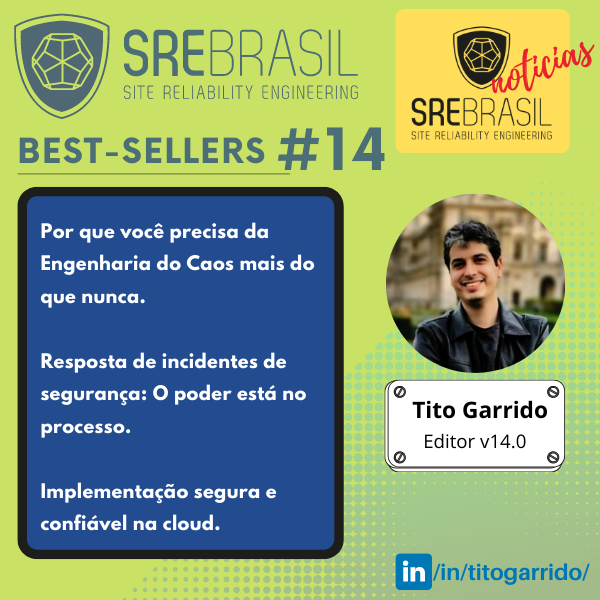 SREBRASIL
SITE RELIABILITY ENGINEERING
notícias
SREBRASIL
SITE RELIABILITY ENGINEERING
BEST-SELLERS #14
Por que você precisa da
Engenharia do Caos mais do
que nunca.
Resposta de incidentes de
segurança: O poder está no
processo.
Implementação segura e
confiável na cloud.
Tito Garrido
Editor v14.0
in/in/titogarrido/